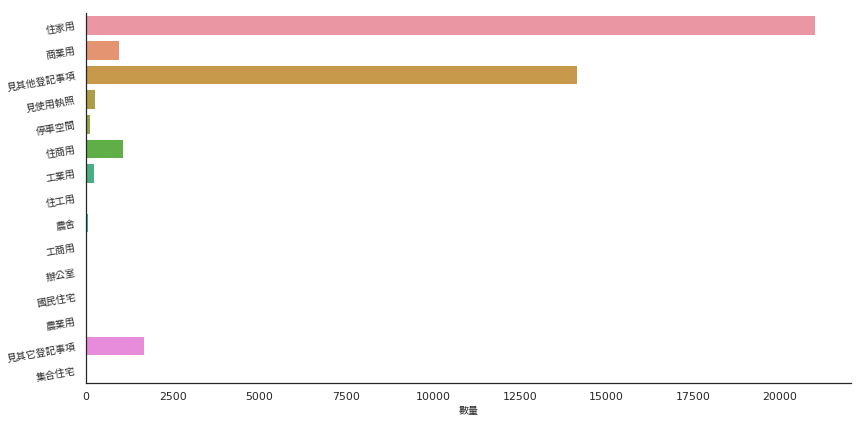 住家用
商業用
見其他登記事項
見使用執照
停車空間
住商用
工業用
住工用
農舍
工商用
辦公室
國民住宅
農業用
見其它登記事項
集合住宅
0 2500 5000 7500 10000 12500 15000 17500 20000
數量